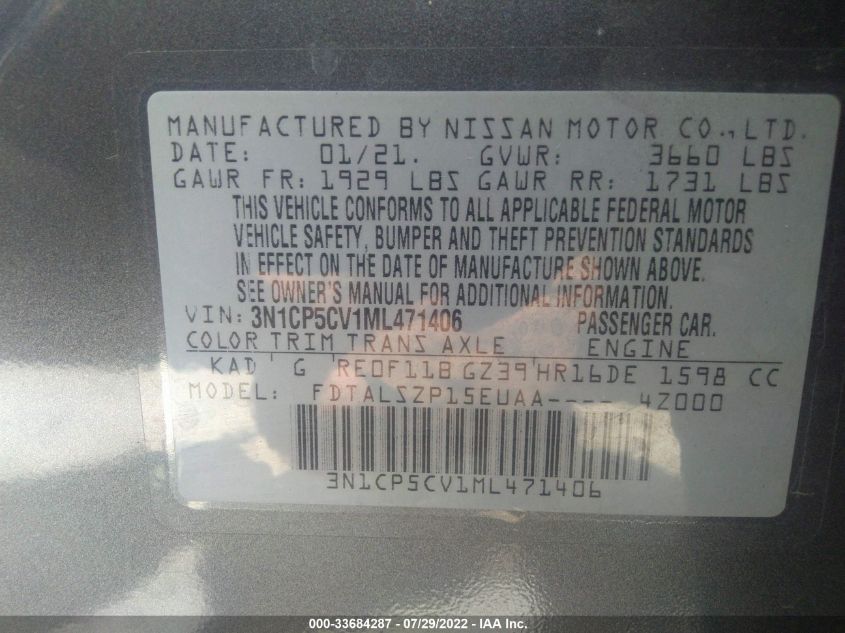 MANUFACTURED BY NISSAN MOTOR CO., LTD.
DATE: 01/21. GVWR: 3660 LBS
GAWR FR: 1929 LBS GAWR RR: 1731 LBS
THIS VEHICLE CONFORMS TO ALL APPLICABLE FEDERAL MOTOR
VEHICLE SAFETY, BUMPER AND THEFT PREVENTION STANDARDS
IN EFFECT ON THE DATE OF MANUFACTURE SHOWN ABOVE.
SEE OWNER'S MANUAL FOR ADDITIONAL INFORMATION
VIN: 3N1CP5CV1ML471406 PASSENGER CAR.
COLOR TRIM TRANS AXLE ENGINE
KAD G RE0F11B GZ39 HR16DE 1598 CC
MODEL: FDTALSZP15EUAA---- 4Z000
3N1CP5CV1ML471406
000-33684287 - 07/29/2022 - IAA Inc.